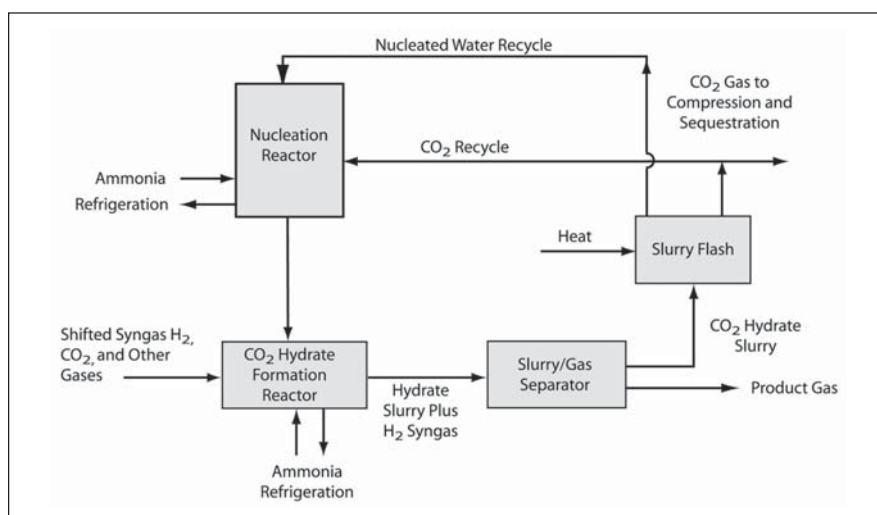 Nucleated Water Recycle
CO2 Gas to
Compression and
Sequestration
Nucleation
Reactor
CO2 Recycle
Ammonia
Refrigeration
Heat
Slurry Flash
Shifted Syngas H2,
CO2, and Other
Gases
CO2 Hydrate
Formation
Reactor
Hydrate
Slurry Plus
H2 Syngas
Slurry/Gas
Separator
CO2 Hydrate
Slurry
Product Gas
Ammonia
Refrigeration